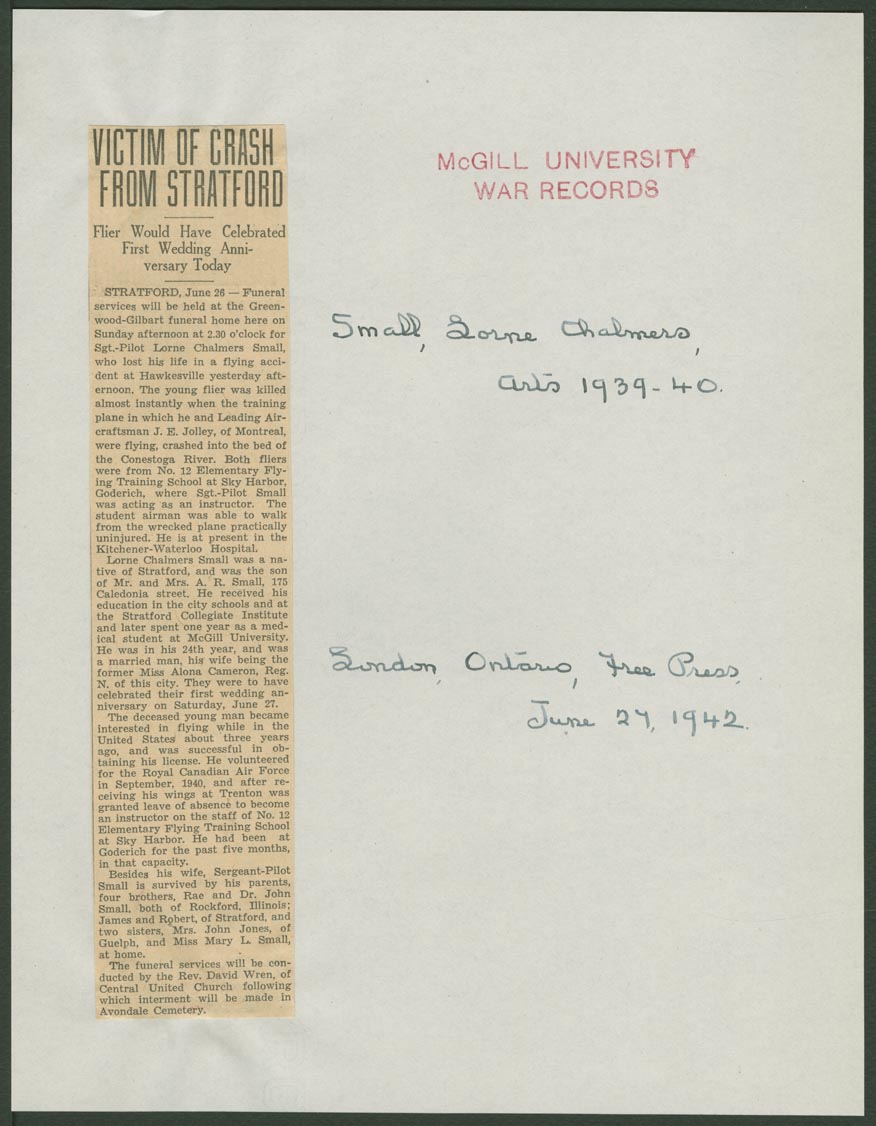 VICTIM OF CRASH
FROM STRATFORD
Flier Would Have Celebrated
First Wedding Anni-
versary Today
STRATFORD, June 26 — Funeral
services will be held at the Green-
wood-Gilbart funeral home here on
Sunday afternoon at 2.30 o'clock for
Sgt.-Pilot Lorne Chalmers Small,
who lost his life in a flying acci-
dent at Hawkesville yesterday aft-
ernoon. The young flier was killed
almost instantly when the training
plane in which he and Leading Air-
craftsman J. E. Jolley, of Montreal,
were flying, crashed into the bed of
the Conestoga River. Both fliers
were from No. 12 Elementary Fly-
ing Training School at Sky Harbor,
Goderich, where Sgt.-Pilot Small
was acting as an instructor. The
student airman was able to walk
from the wrecked plane practically
uninjured. He is at present in the
Kitchener-Waterloo Hospital.
Lorne Chalmers Small was a na-
tive of Stratford, and was the son
of Mr. and Mrs. A. R. Small, 175
Caledonia street. He received his
education in the city schools and at
the Stratford Collegiate Institute
and later spent one year as a med-
ical student at McGill University.
He was in his 24th year, and was
a married man, his wife being the
former Miss Alona Cameron, Reg.
N. of this city. They were to have
celebrated their first wedding an-
niversary on Saturday, June 27.
The deceased young man became
interested in flying while in the
United States about three years
ago, and was successful in ob-
taining his license. He volunteered
for the Royal Canadian Air Force
in September, 1940, and after re-
ceiving his wings at Trenton was
granted leave of absence to become
an instructor on the staff of No. 12
Elementary Flying Training School
at Sky Harbor. He had been at
Goderich for the past five months,
in that capacity.
Besides his wife, Sergeant-Pilot
Small is survived by his parents,
four brothers, Rae and Dr. John
Small, both of Rockford, Illinois;
James and Robert, of Stratford, and
two sisters, Mrs. John Jones, of
Guelph, and Miss Mary L. Small,
at home.
The funeral services will be con-
ducted by the Rev. David Wren, of
Central United Church following
which interment will be made in
Avondale Cemetery.
McGILL UNIVERSITY
WAR RECORDS
Small, Lorne Chalmers,
Arts 1939-40.
London, Ontario, Free Press,
June 27, 1942.